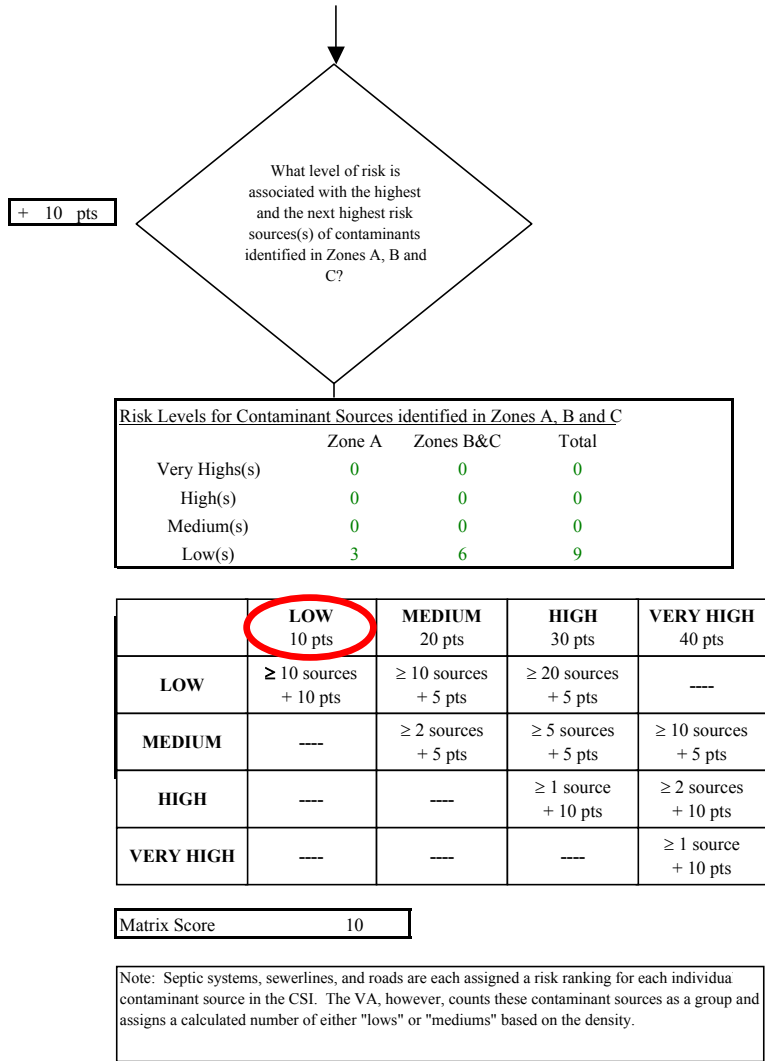 What level of risk is
associated with the highest
and the next highest risk
sources(s) of contaminants
identified in Zones A, B and
C?
+ 10 pts
Risk Levels for Contaminant Sources identified in Zones A, B and C
Zone A Zones B&C Total
Very Highs(s) 0 0 0
High(s) 0 0 0
Medium(s) 0 0 0
Low(s) 3 6 9
LOW MEDIUM HIGH VERY HIGH
10 pts 20 pts 30 pts 40 pts
LOW ≥ 10 sources ≥ 10 sources ≥ 20 sources ----
+ 10 pts + 5 pts + 5 pts
MEDIUM ---- ≥ 2 sources ≥ 5 sources ≥ 10 sources
+ 5 pts + 5 pts + 5 pts
HIGH ---- ---- ≥ 1 source ≥ 2 sources
+ 10 pts + 10 pts
VERY HIGH ---- ---- ---- ≥ 1 source
+ 10 pts
Matrix Score 10
Note: Septic systems, sewerlines, and roads are each assigned a risk ranking for each individua
contaminant source in the CSI. The VA, however, counts these contaminant sources as a group and
assigns a calculated number of either "lows" or "mediums" based on the density.